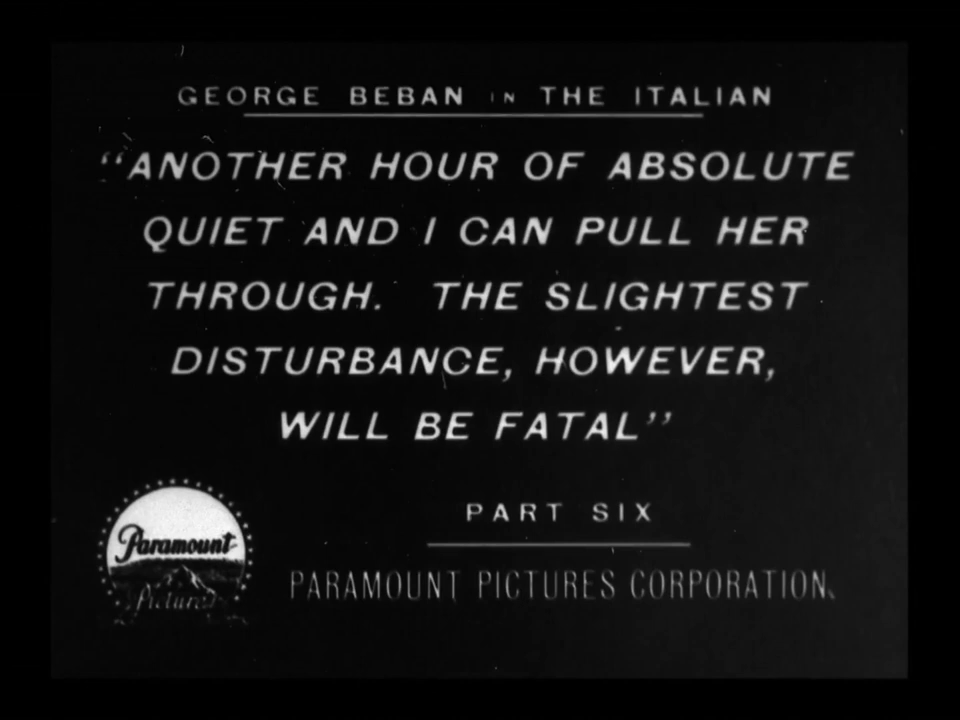 GEORGE BEBAN IN THE ITALIAN
"ANOTHER HOUR OF ABSOLUTE
QUIET AND I CAN PULL HER
THROUGH. THE SLIGHTEST
DISTURBANCE, HOWEVER,
WILL BE FATAL"
PART SIX
Paramount
Pictures
PARAMOUNT PICTURES CORPORATION.